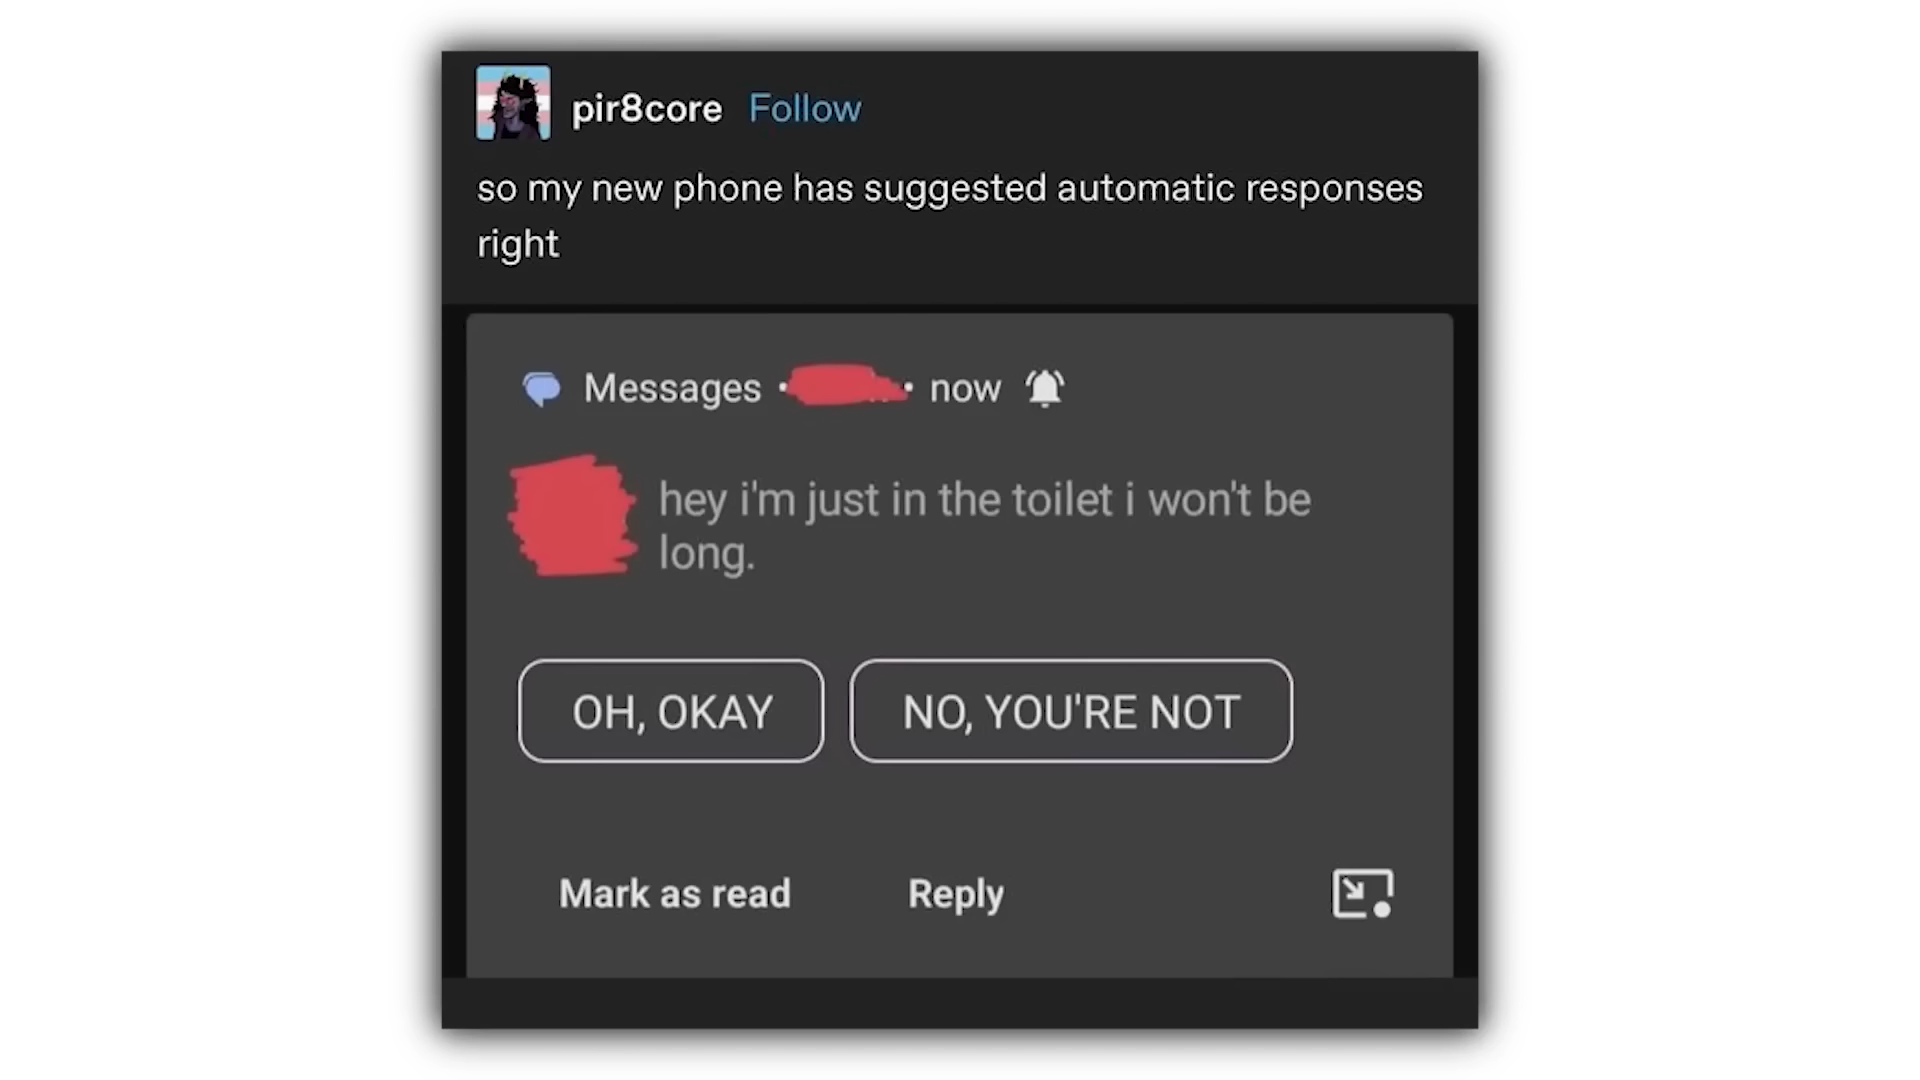 pir8core Follow
so my new phone has suggested automatic responses
right
Messages • • now
hey i'm just in the toilet i won't be
long.
OH, OKAY NO, YOU'RE NOT
Mark as read Reply